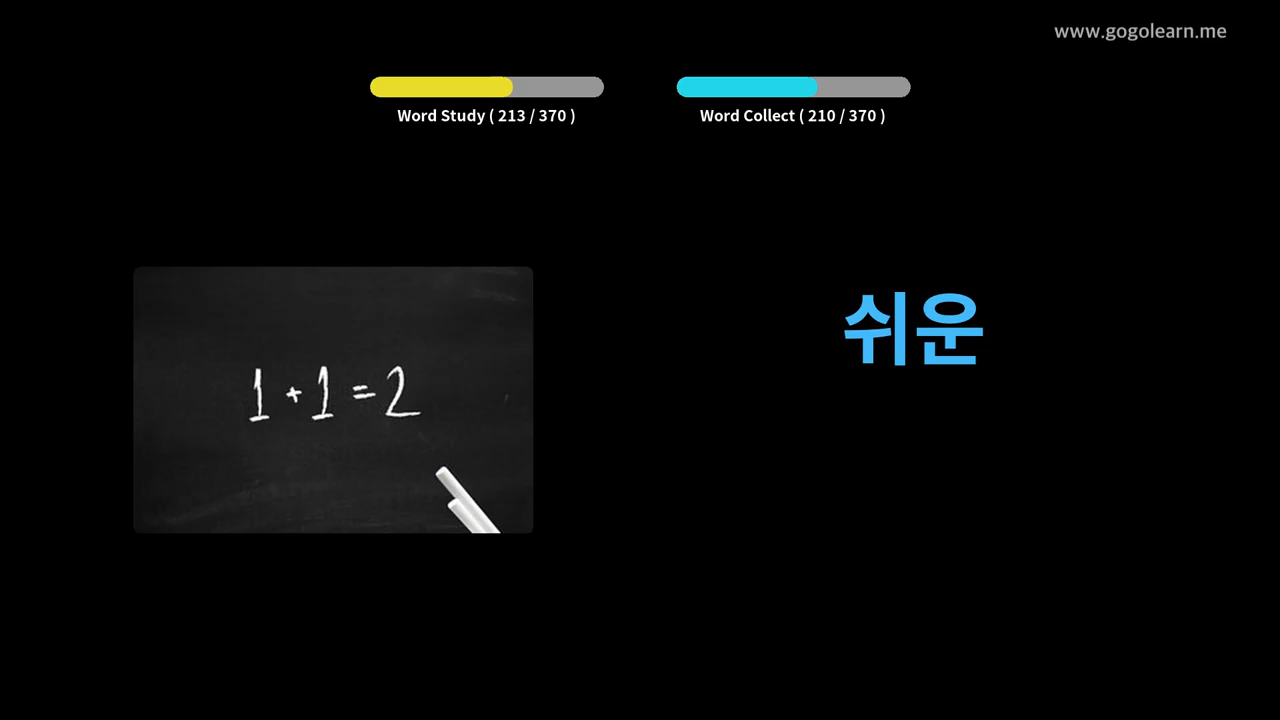 www.gogolearn.me
Word Study ( 213 / 370 )
Word Collect ( 210 / 370 )
1 + 1 = 2
쉬운